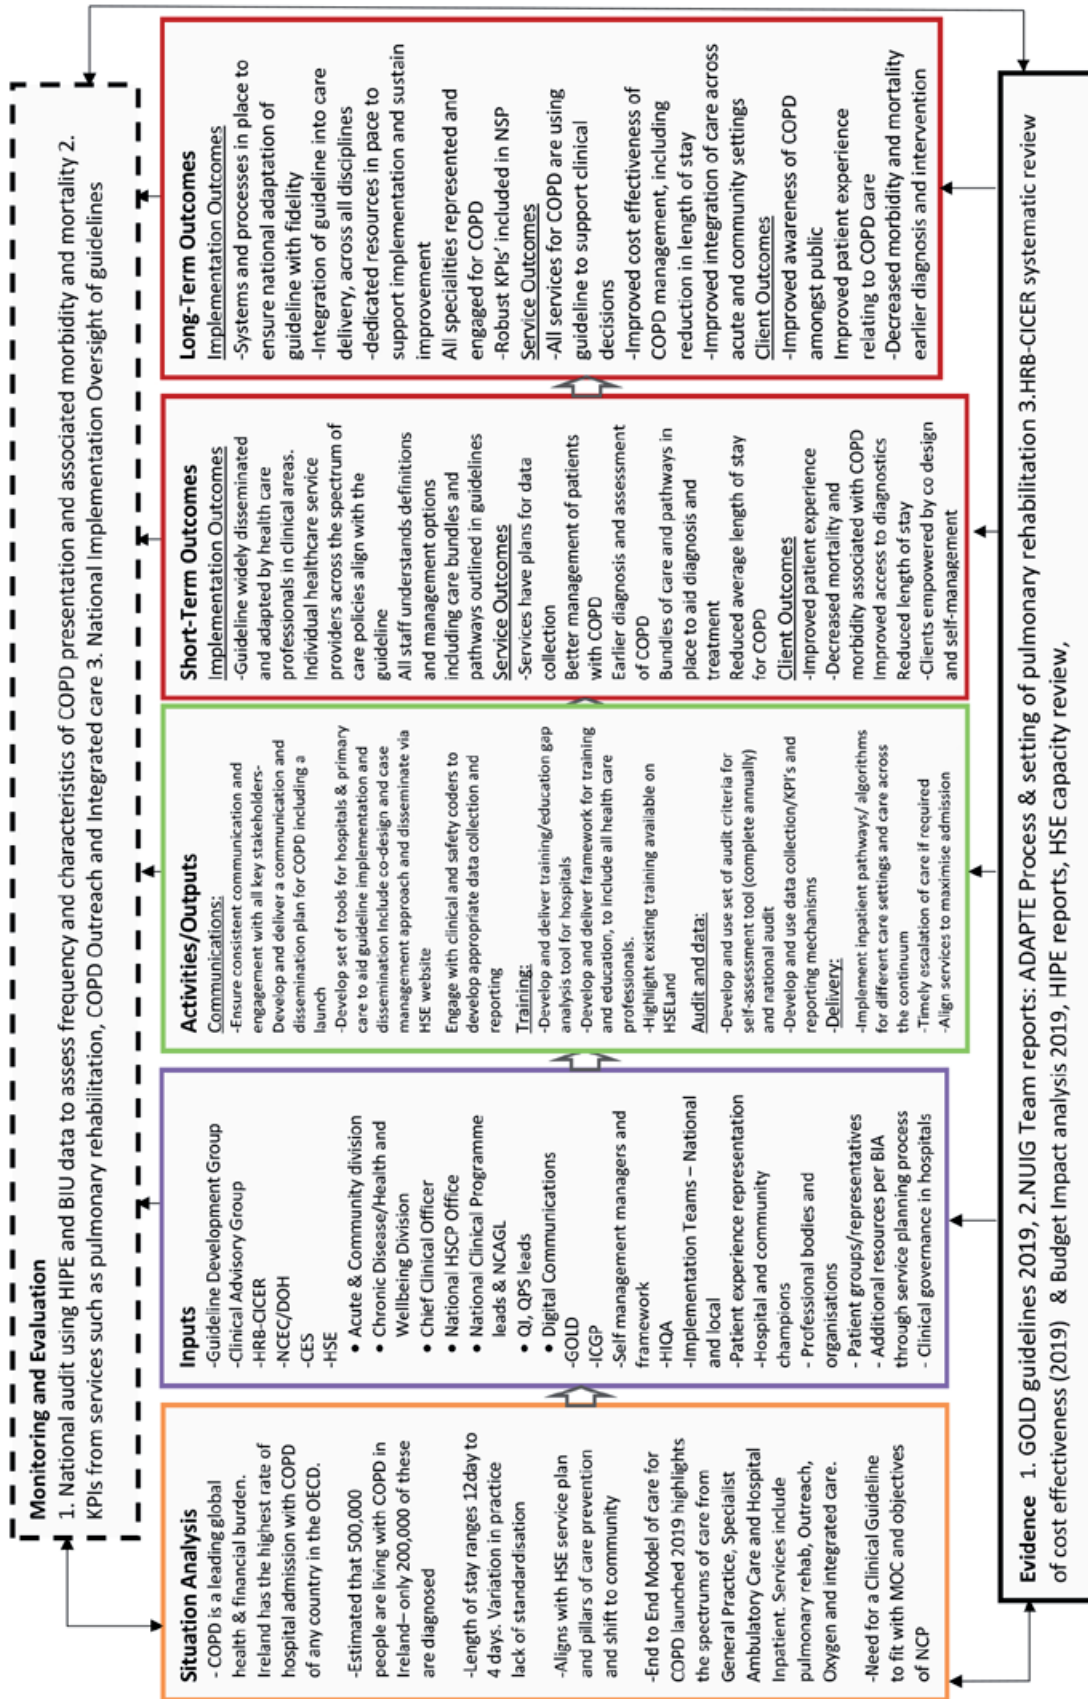 Monitoring and Evaluation
1. National audit using HIPE and BIU data to assess frequency and characteristics of COPD presentation and associated morbidity and mortality 2.
KPIs from services such as pulmonary rehabilitation, COPD Outreach and Integrated care 3. National Implementation Oversight of guidelines
Situation Analysis
- COPD is a leading global
health & financial burden.
Ireland has the highest rate of
hospital admission with COPD
of any country in the OECD.
-Estimated that 500,000
people are living with COPD in
Ireland– only 200,000 of these
are diagnosed
-Length of stay ranges 12day to
4 days. Variation in practice
lack of standardisation
-Aligns with HSE service plan
and pillars of care prevention
and shift to community
-End to End Model of care for
COPD launched 2019 highlights
the spectrums of care from
General Practice, Specialist
Ambulatory Care and Hospital
Inpatient. Services include
pulmonary rehab, Outreach,
Oxygen and integrated care.
-Need for a Clinical Guideline
to fit with MOC and objectives
of NCP
Inputs
-Guideline Development Group
-Clinical Advisory Group
-HRB-CICER
-NCEC/DOH
-CES
-HSE
• Acute & Community division
• Chronic Disease/Health and
Wellbeing Division
• Chief Clinical Officer
• National HSCP Office
• National Clinical Programme
leads & NCAGL
• QI, QPS leads
• Digital Communications
-GOLD
-ICGP
-Self management managers and
framework
-HIQA
-Implementation Teams – National
and local
-Patient experience representation
-Hospital and community
champions
- Professional bodies and
organisations
- Patient groups/representatives
- Additional resources per BIA
through service planning process
- Clinical governance in hospitals
Activities/Outputs
Communications:
-Ensure consistent communication and
engagement with all key stakeholders-
Develop and deliver a communication and
dissemination plan for COPD including a
launch
-Develop set of tools for hospitals & primary
care to aid guideline implementation and
dissemination Include co-design and case
management approach and disseminate via
HSE website
Engage with clinical and safety coders to
develop appropriate data collection and
reporting
Training:
-Develop and deliver training/education gap
analysis tool for hospitals
-Develop and deliver framework for training
and education, to include all health care
professionals.
-Highlight existing training available on
HSELand
Audit and data:
-Develop and use set of audit criteria for
self-assessment tool (complete annually)
and national audit
-Develop and use data collection/KPI's and
reporting mechanisms
-Delivery:
-Implement inpatient pathways/ algorithms
for different care settings and care across
the continuum
-Timely escalation of care if required
-Align services to maximise admission
Short-Term Outcomes
Implementation Outcomes
-Guideline widely disseminated
and adapted by health care
professionals in clinical areas.
Individual healthcare service
providers across the spectrum of
care policies align with the
guideline
All staff understands definitions
and management options
including care bundles and
pathways outlined in guidelines
Service Outcomes
-Services have plans for data
collection
Better management of patients
with COPD
Earlier diagnosis and assessment
of COPD
Bundles of care and pathways in
place to aid diagnosis and
treatment
Reduced average length of stay
for COPD
Client Outcomes
-Improved patient experience
-Decreased mortality and
morbidity associated with COPD
Improved access to diagnostics
Reduced length of stay
-Clients empowered by co design
and self-management
Long-Term Outcomes
Implementation Outcomes
-Systems and processes in place to
ensure national adaptation of
guideline with fidelity
-Integration of guideline into care
delivery, across all disciplines
-dedicated resources in pace to
support implementation and sustain
improvement
All specialities represented and
engaged for COPD
-Robust KPIs' included in NSP
Service Outcomes
-All services for COPD are using
guideline to support clinical
decisions
-Improved cost effectiveness of
COPD management, including
reduction in length of stay
-Improved integration of care across
acute and community settings
Client Outcomes
-Improved awareness of COPD
amongst public
Improved patient experience
relating to COPD care
-Decreased morbidity and mortality
earlier diagnosis and intervention
Evidence 1. GOLD guidelines 2019, 2.NUIG Team reports: ADAPTE Process & setting of pulmonary rehabilitation 3.HRB-CICER systematic review
of cost effectiveness (2019) & Budget Impact analysis 2019, HIPE reports, HSE capacity review,